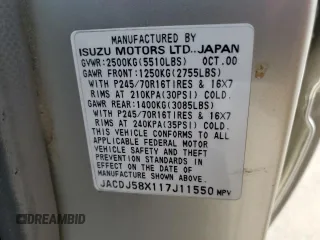 MANUFACTURED BY
ISUZU MOTORS LTD., JAPAN
GVWR:2500KG(5510LBS) OCT.00
GAWR FRONT:1250KG(2755LBS)
WITH P245/70R16TIRES & 16X7
RIMS AT 210KPA(30PSI) COLD.
GAWR REAR:1400KG(3085LBS)
WITH P245/70R16TIRES & 16X7
RIMS AT 240KPA(35PSI) COLD.
THIS VEHICLE CONFORMS TO ALL
APPLICABLE FEDERAL MOTOR
VEHICLE SAFETY STANDARDS IN
EFFECT ON THE DATE OF
MANUFACTURE SHOWN ABOVE.
JACDJ58X117J11550 MPV
DREAMBID